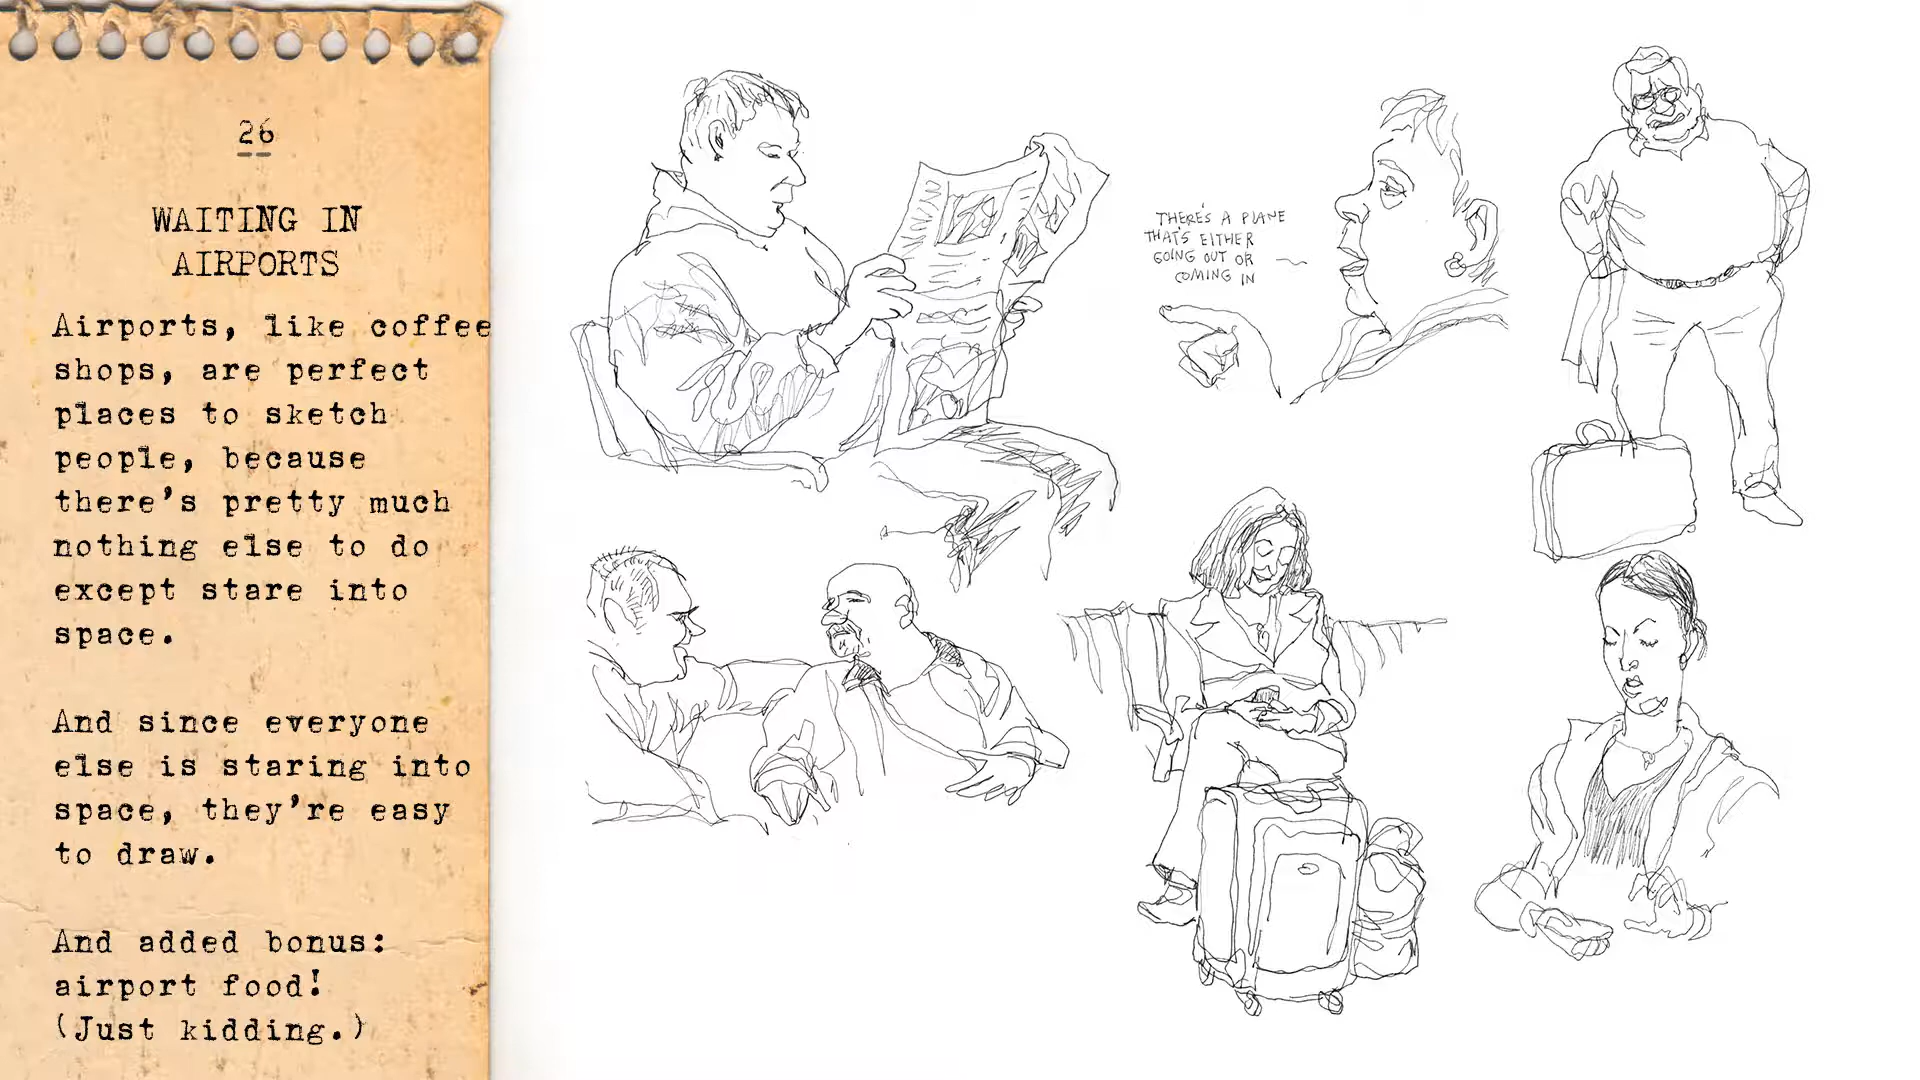 26
WAITING IN
AIRPORTS
Airports, like coffee
shops, are perfect
places to sketch
people, because
there's pretty much
nothing else to do
except stare into
space.
And since everyone
else is staring into
space, they're easy
to draw.
And added bonus:
airport food!
(Just kidding.)
THERE'S A PLANE
THAT'S EITHER
GOING OUT OR
COMING IN